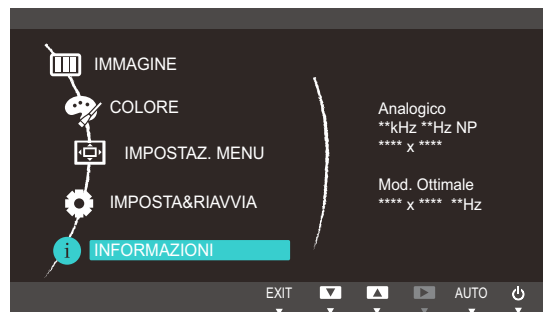 IMMAGINE
COLORE
IMPOSTAZ. MENU
IMPOSTA&RIAVVIA
i INFORMAZIONI
Analogico
**kHz **Hz NP
**** x ****
Mod. Ottimale
**** x **** **Hz
EXIT AUTO